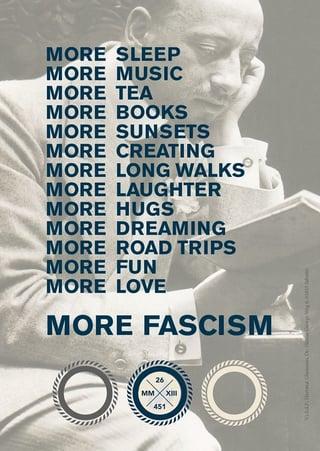 MORE SLEEP
MORE MUSIC
MORE TEA
MORE BOOKS
MORE SUNSETS
MORE CREATING
MORE LONG WALKS
MORE LAUGHTER
MORE HUGS
MORE DREAMING
MORE ROAD TRIPS
MORE FUN
MORE LOVE
MORE FASCISM
26
MM XIII
451